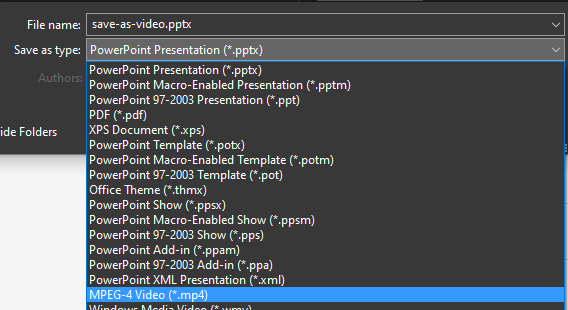 File name: save-as-video.pptx
Save as type: PowerPoint Presentation (*.pptx)
Authors:
PowerPoint Presentation (*.pptx)
PowerPoint Macro-Enabled Presentation (*.pptm)
PowerPoint 97-2003 Presentation (*.ppt)
PDF (*.pdf)
ide Folders
XPS Document (*.xps)
PowerPoint Template (*.potx)
PowerPoint Macro-Enabled Template (*.potm)
PowerPoint 97-2003 Template (*.pot)
Office Theme (*.thmx)
PowerPoint Show (*.ppsx)
PowerPoint Macro-Enabled Show (*.ppsm)
PowerPoint 97-2003 Show (*.pps)
PowerPoint Add-in (*.ppam)
PowerPoint 97-2003 Add-in (*.ppa)
PowerPoint XML Presentation (*.xml)
MPEG-4 Video (*.mp4)
Windows Media Video (*.wmv)